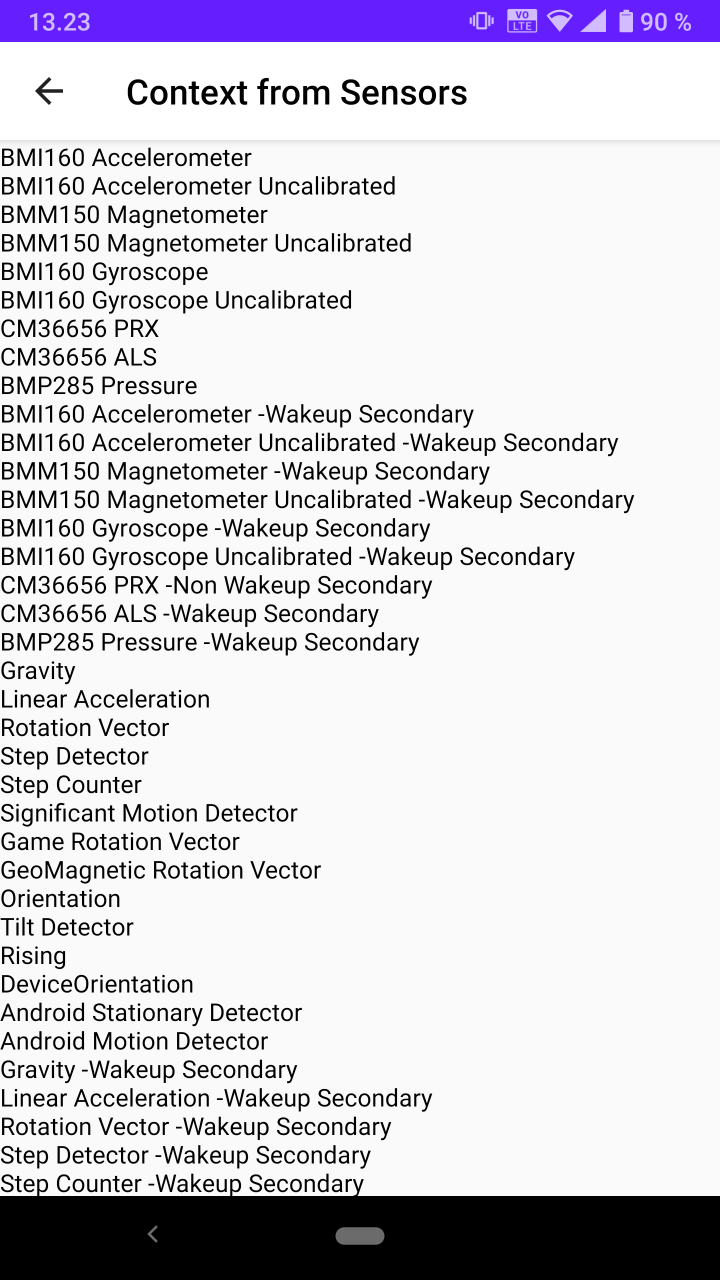 13.23
VO LTE
90 %
Context from Sensors
BMI160 Accelerometer
BMI160 Accelerometer Uncalibrated
BMM150 Magnetometer
BMM150 Magnetometer Uncalibrated
BMI160 Gyroscope
BMI160 Gyroscope Uncalibrated
CM36656 PRX
CM36656 ALS
BMP285 Pressure
BMI160 Accelerometer -Wakeup Secondary
BMI160 Accelerometer Uncalibrated -Wakeup Secondary
BMM150 Magnetometer -Wakeup Secondary
BMM150 Magnetometer Uncalibrated -Wakeup Secondary
BMI160 Gyroscope -Wakeup Secondary
BMI160 Gyroscope Uncalibrated -Wakeup Secondary
CM36656 PRX -Non Wakeup Secondary
CM36656 ALS -Wakeup Secondary
BMP285 Pressure -Wakeup Secondary
Gravity
Linear Acceleration
Rotation Vector
Step Detector
Step Counter
Significant Motion Detector
Game Rotation Vector
GeoMagnetic Rotation Vector
Orientation
Tilt Detector
Rising
DeviceOrientation
Android Stationary Detector
Android Motion Detector
Gravity -Wakeup Secondary
Linear Acceleration -Wakeup Secondary
Rotation Vector -Wakeup Secondary
Step Detector -Wakeup Secondary
Step Counter -Wakeup Secondary